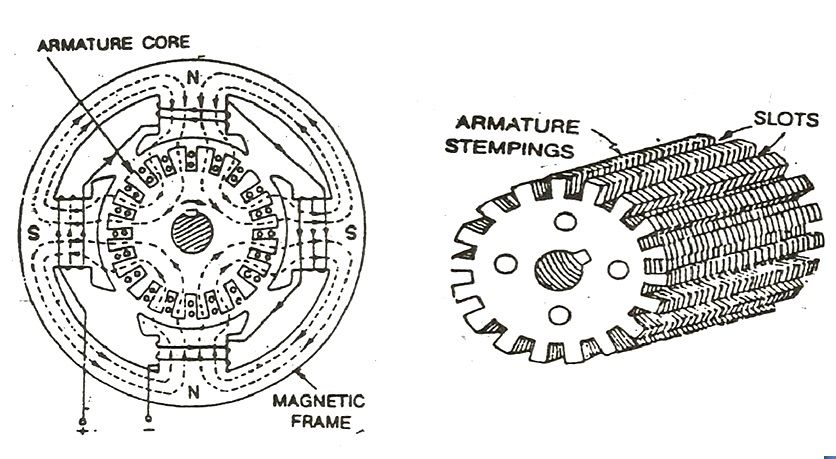 ARMATURE CORE
N
S
S
N
MAGNETIC
FRAME
+
−
ARMATURE
STEMPINGS
SLOTS